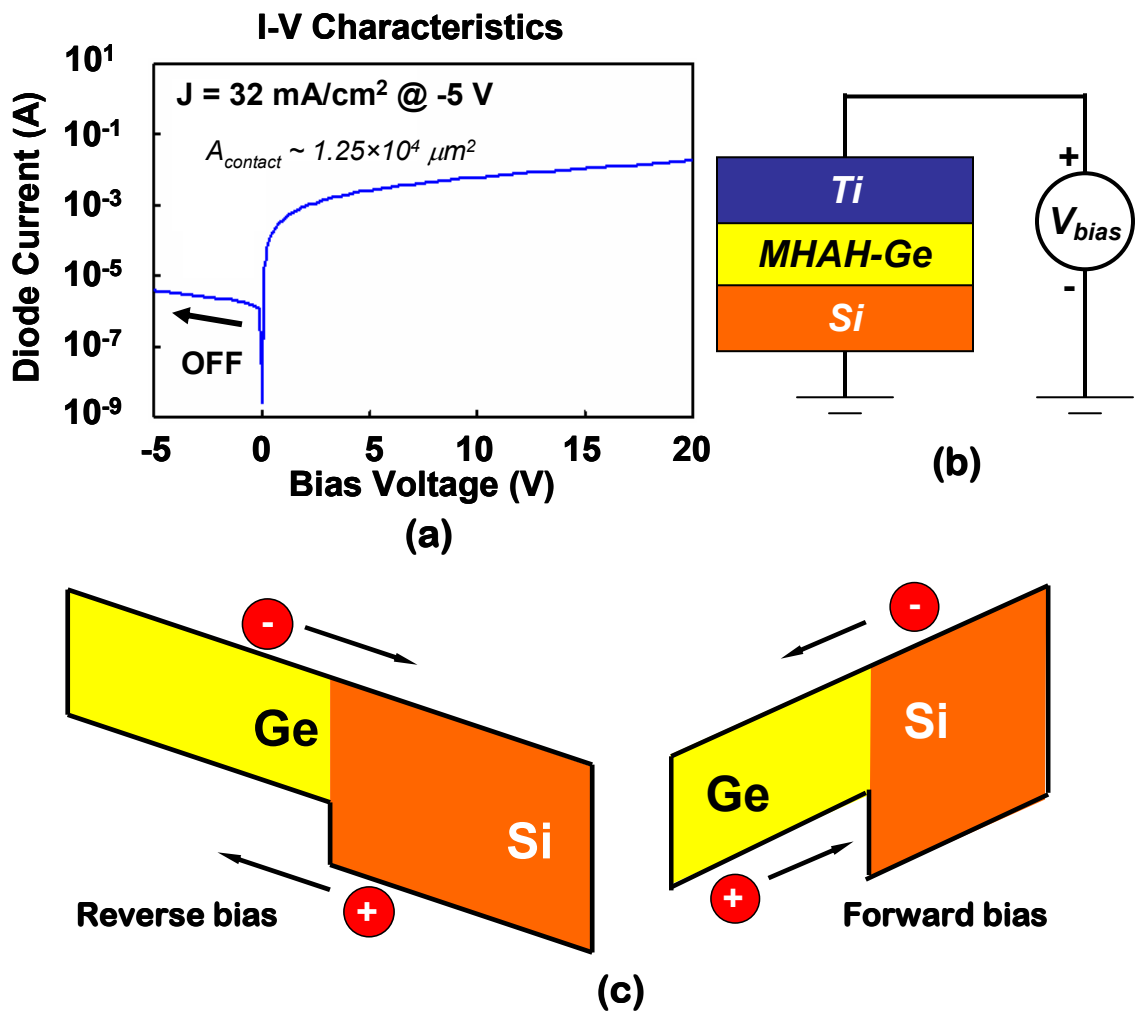 I-V Characteristics
10¹
10⁻¹
10⁻³
10⁻⁵
10⁻⁷
10⁻⁹
Diode Current (A)
J = 32 mA/cm² @ -5 V
A_contact ~ 1.25×10⁴ μm²
OFF
-5 0 5 10 15 20
Bias Voltage (V)
(a)
Ti
MHAH-Ge
Si
+
V_bias
-
(b)
-
Ge
Si
+
Reverse bias
-
Si
Ge
+
Forward bias
(c)